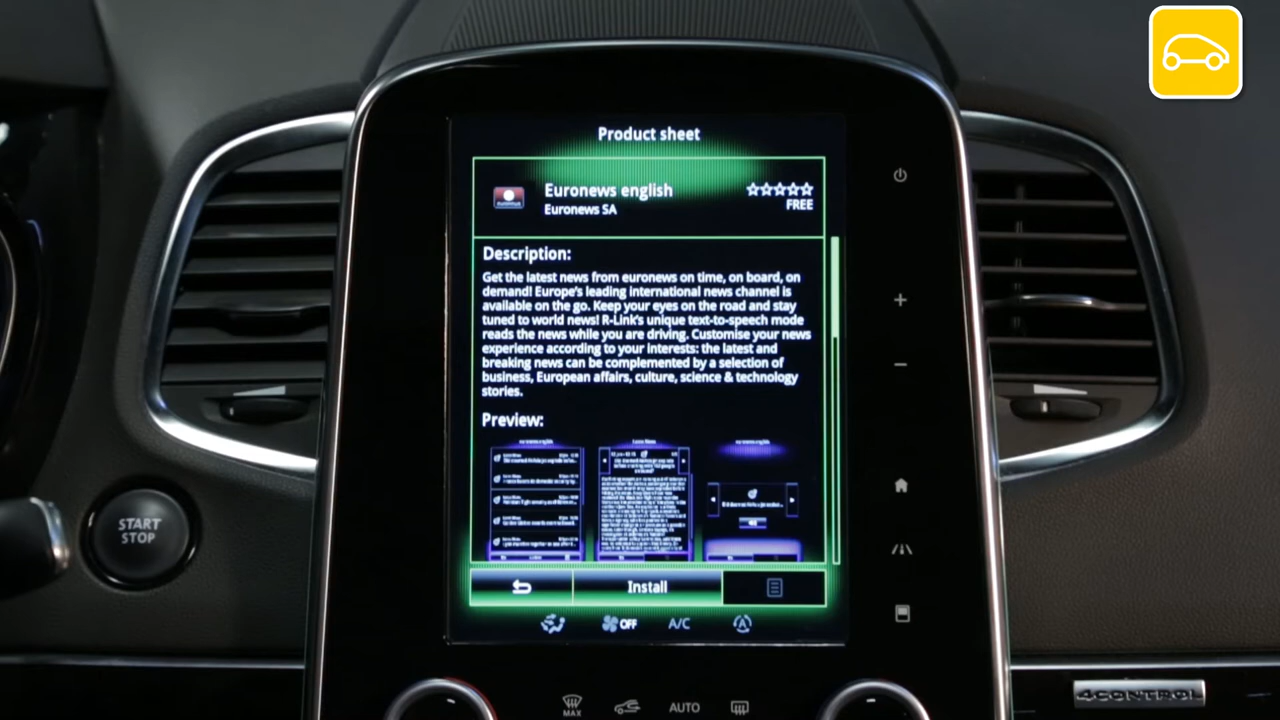 Product sheet
Euronews english
Euronews SA
FREE
Description:
Get the latest news from euronews on time, on board, on
demand! Europe's leading international news channel is
available on the go. Keep your eyes on the road and stay
tuned to world news! R-Link's unique text-to-speech mode
reads the news while you are driving. Customise your news
experience according to your interests: the latest and
breaking news can be complemented by a selection of
business, European affairs, culture, science & technology
stories.
Preview:
START
STOP
Install
OFF
A/C
MAX
AUTO
4CONTROL